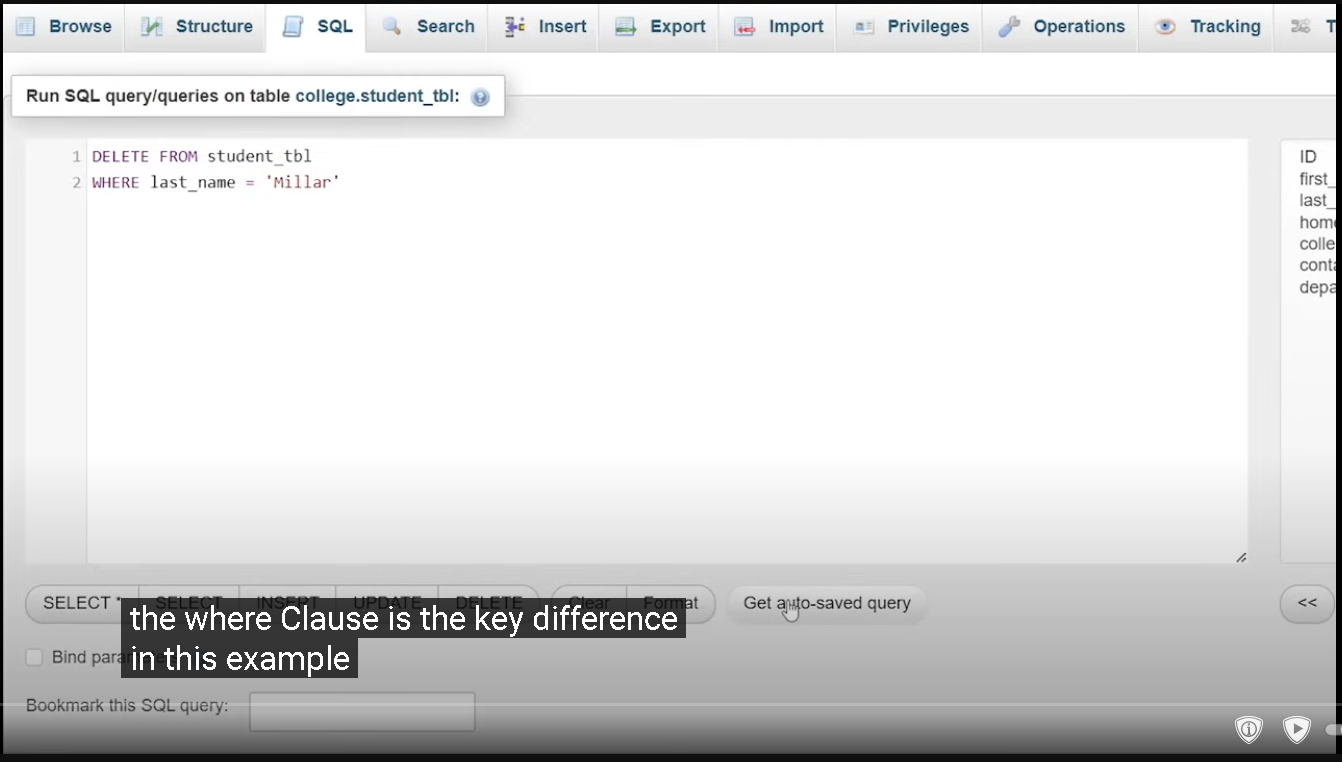 Browse Structure SQL Search Insert Export Import Privileges Operations Tracking T
Run SQL query/queries on table college.student_tbl:
1 DELETE FROM student_tbl
2 WHERE last_name = 'Millar'
ID
first_
last_
home
colle
conta
depa
SELECT * SELECT INSERT UPDATE DELETE Clear Format Get auto-saved query <<
the where Clause is the key difference
in this example
Bind para
Bookmark this SQL query: